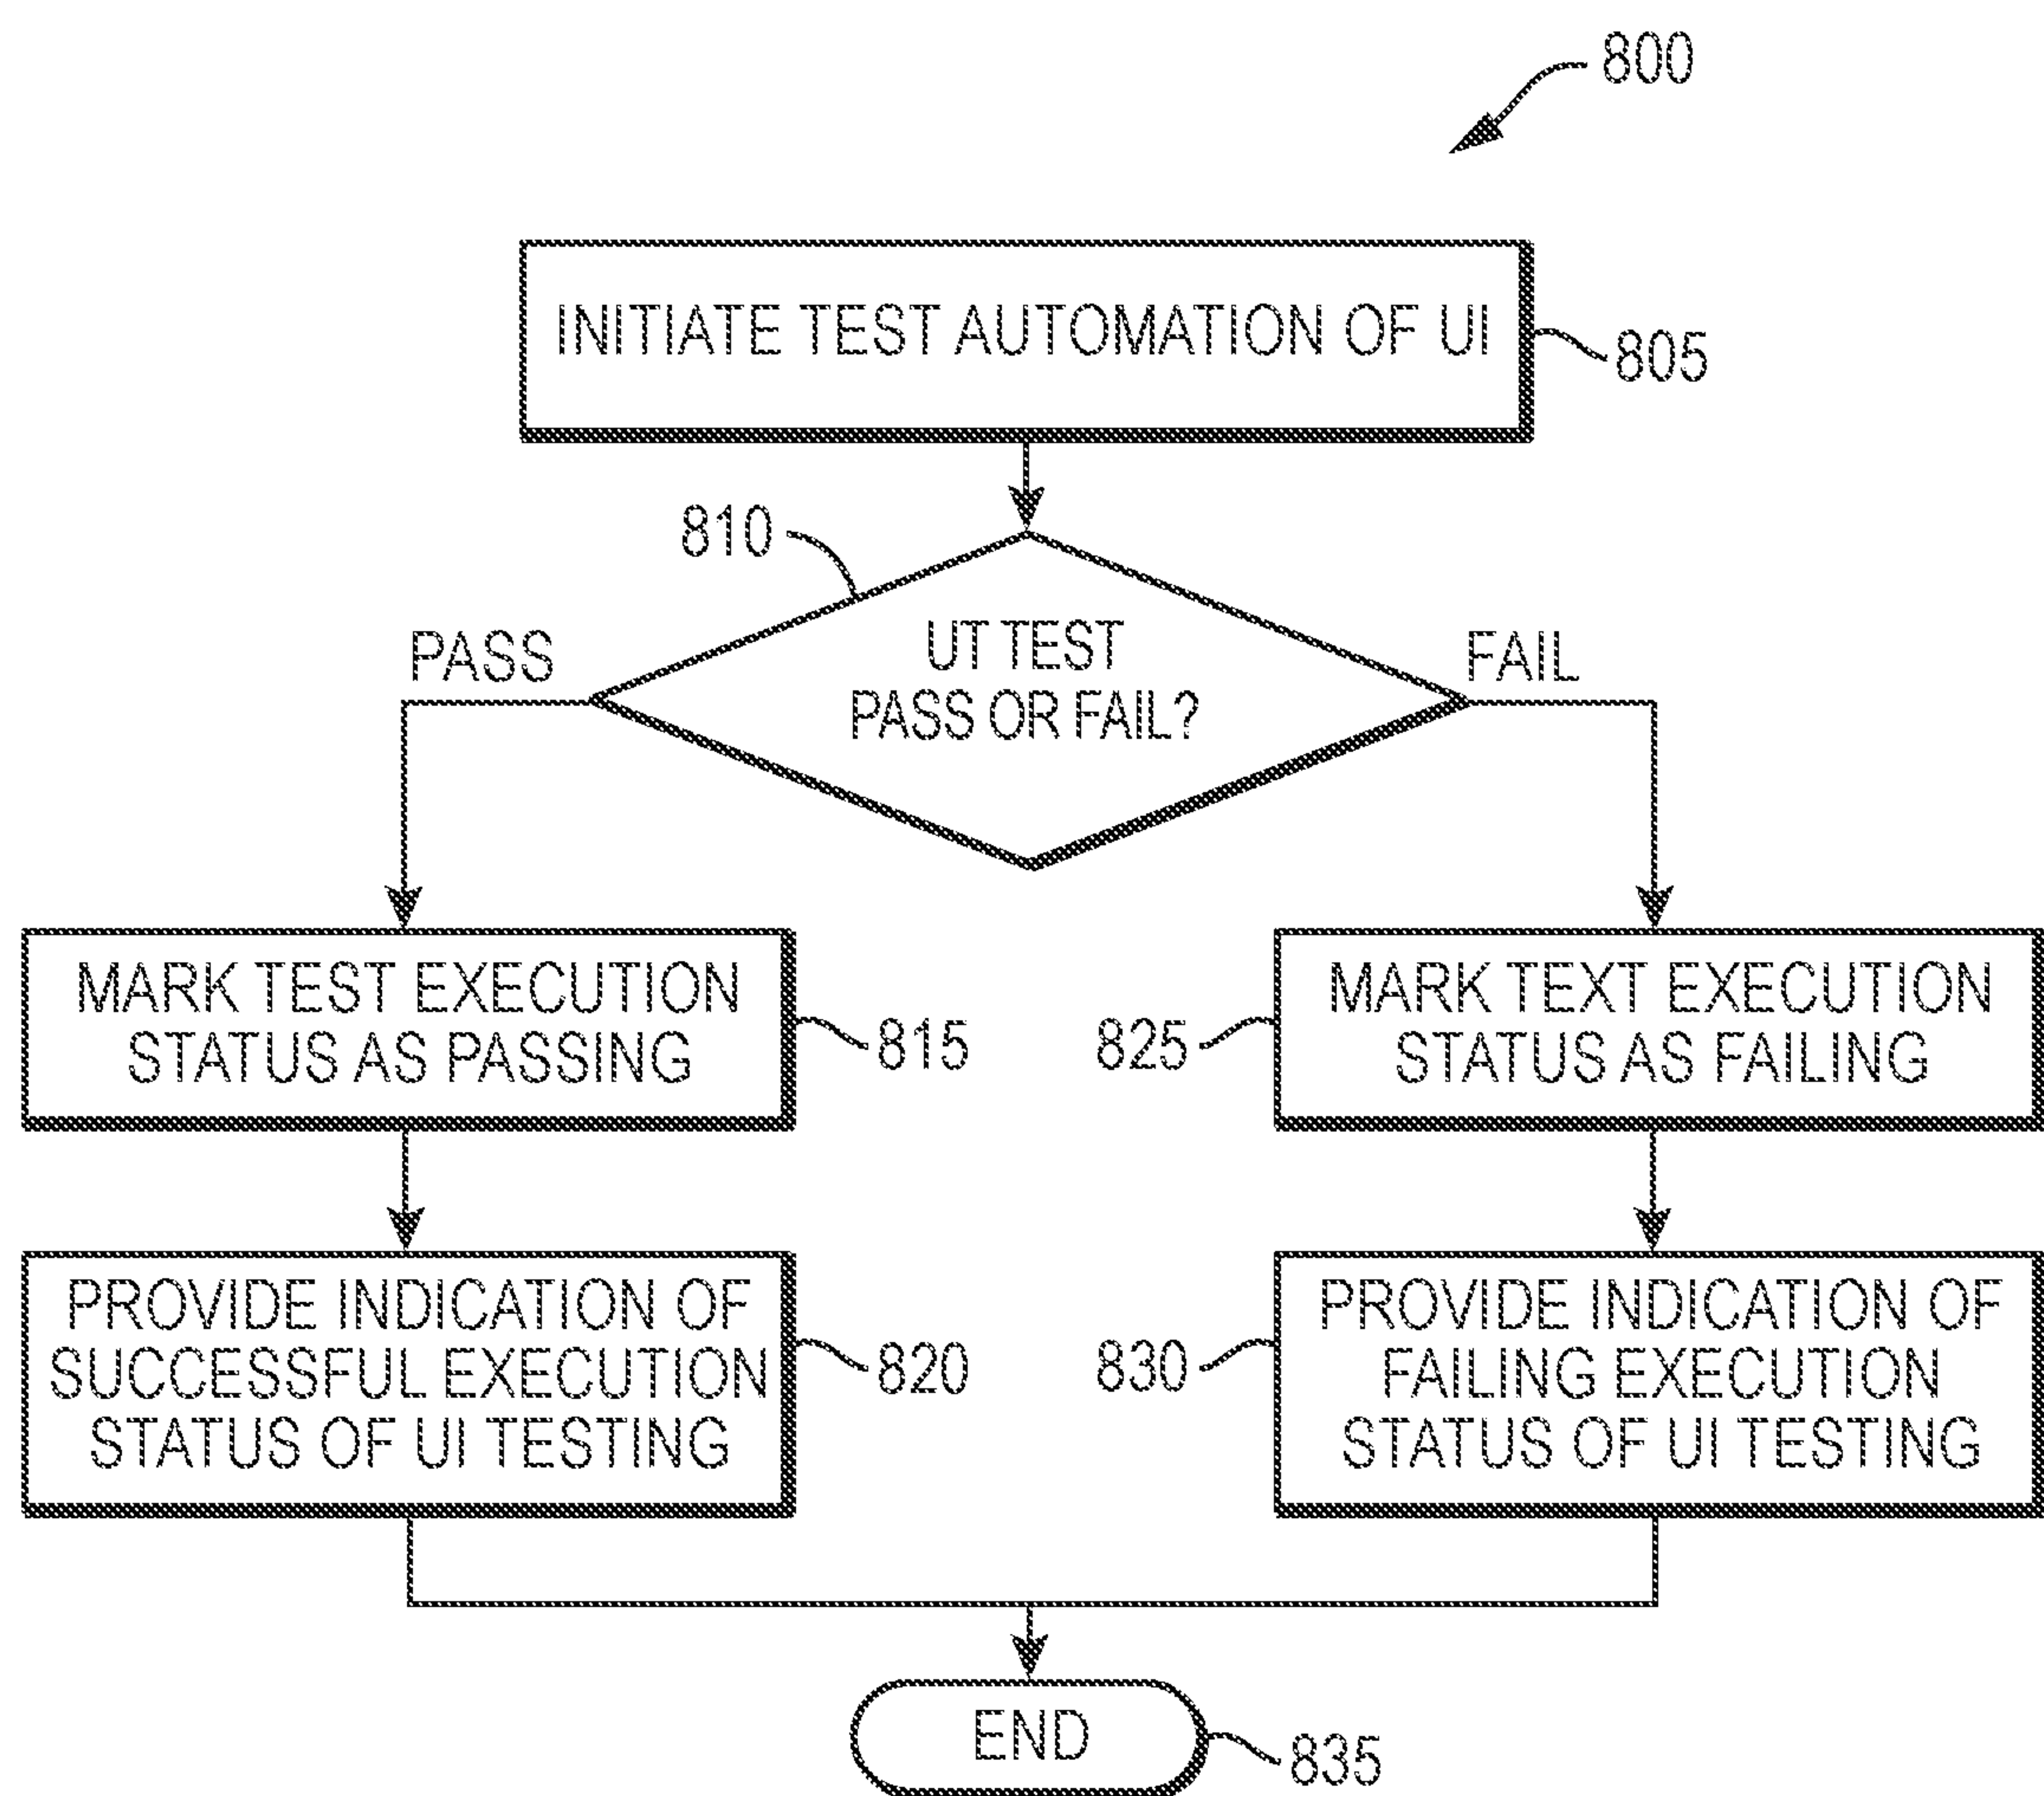 800
INITIATE TEST AUTOMATION OF UI
805
810
PASS
UT TEST
PASS OR FAIL?
FAIL
MARK TEST EXECUTION
STATUS AS PASSING
815
825
MARK TEXT EXECUTION
STATUS AS FAILING
PROVIDE INDICATION OF
SUCCESSFUL EXECUTION
STATUS OF UI TESTING
820
830
PROVIDE INDICATION OF
FAILING EXECUTION
STATUS OF UI TESTING
END
835